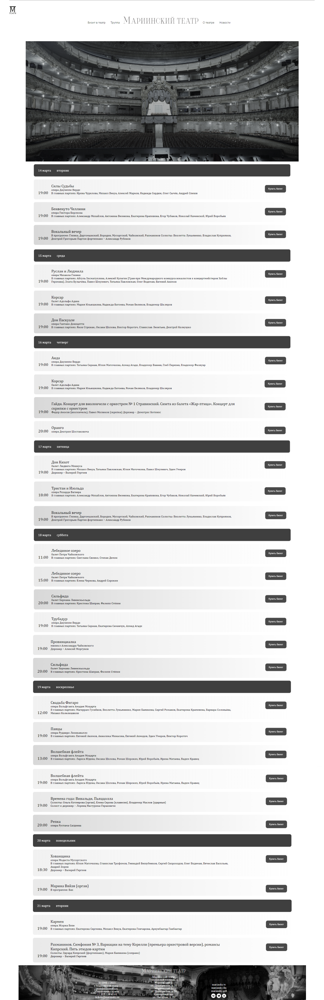 М
ТЕАТР
Визит в театр Труппа Мариинский театр О театре Новости
14 марта вторник
Силы Судьбы
опера Джузеппе Верди
19:00 В главных партиях: Ирина Чурилова, Михаил Векуа, Алексей Марков, Надежда Сердюк, Олег Сычёв, Андрей Спехов
Купить билет
Бенвенуто Челлини
опера Гектора Берлиоза
19:00 В главных партиях: Александр Михайлов, Антонина Весенина, Екатерина Крапивина, Егор Чубаков, Николай Каменский, Юрий Воробьёв
Купить билет
Вокальный вечер
В программе: Глинка, Даргомыжский, Бородин, Мусоргский, Чайковский, Рахманинов Солисты: Виолетта Лукьяненко, Владислав Куприянов,
19:00 Дмитрий Григорьев Партия фортепиано – Александр Рубинов
Купить билет
15 марта среда
Руслан и Людмила
опера Михаила Глинки
В главных партиях: Айгуль Хисматуллина, Алексей Кулагин (Гран-при Международного конкурса вокалистов и концертмейстеров Хиблы
19:00 Герзмава), Злата Булычёва, Павел Шмулевич, Татьяна Павловская, Олег Видеман, Евгений Акимов
Купить билет
Корсар
балет Адольфа Адана
19:00 В главных партиях: Мария Ильюшкина, Надежда Батоева, Роман Беляков, Владимир Шкляров
Купить билет
Дон Паскуале
опера Гаэтано Доницетти
19:00 В главных партиях: Яков Стрижак, Оксана Шилова, Виктор Коротич, Станислав Леонтьев, Дмитрий Колеушко
Купить билет
16 марта четверг
Аида
опера Джузеппе Верди
19:00 В главных партиях: Татьяна Сержан, Юлия Маточкина, Ахмед Агади, Владимир Ванеев, Глеб Перязев, Владимир Феляуэр
Купить билет
Корсар
балет Адольфа Адана
19:00 В главных партиях: Мария Ильюшкина, Надежда Батоева, Роман Беляков, Владимир Шкляров
Купить билет
Гайдн. Концерт для виолончели с оркестром № 1 Стравинский. Сюита из балета «Жар-птица», Концерт для
скрипки с оркестром
19:00 Федор Амосов (виолончель), Павел Милюков (скрипка) Дирижер – Димитрис Ботинис
Купить билет
Оранго
20:00 опера Дмитрия Шостаковича
Купить билет
17 марта пятница
Дон Кихот
балет Людвига Минкуса
В главных партиях: Михаил Векуа, Татьяна Павловская, Юлия Маточкина, Павел Шмулевич, Эдем Умеров
19:00 Дирижер – Валерий Гергиев
Купить билет
Тристан и Изольда
опера Рихарда Вагнера
18:00 В главных партиях: Александр Михайлов, Антонина Весенина, Екатерина Крапивина, Егор Чубаков, Николай Каменский, Юрий Воробьёв
Купить билет
Вокальный вечер
В программе: Глинка, Даргомыжский, Бородин, Мусоргский, Чайковский, Рахманинов Солисты: Виолетта Лукьяненко, Владислав Куприянов,
19:00 Дмитрий Григорьев Партия фортепиано – Александр Рубинов
Купить билет
18 марта суббота
Лебединое озеро
балет Петра Чайковского
11:00 В главных партиях: Светлана Свинко, Степан Демин
Купить билет
Лебединое озеро
балет Петра Чайковского
15:00 В главных партиях: Елена Чернова, Андрей Сорокин
Купить билет
Сильфида
балет Хермана Левенскьольда
20:00 В главных партиях: Кристина Шапран, Филипп Стёпин
Купить билет
Трубадур
опера Джузеппе Верди
19:00 В главных партиях: Татьяна Сержан, Екатерина Семенчук, Ахмед Агади
Купить билет
Провинциалка
мюзикл Александра Чайковского
19:00 Дирижер – Алексей Моргунов
Купить билет
Сильфида
балет Хермана Левенскьольда
20:00 В главных партиях: Кристина Шапран, Филипп Стёпин
Купить билет
19 марта воскресенье
Свадьба Фигаро
опера Вольфганга Амадея Моцарта
В главных партиях: Магеррам Гусейнов, Виолетта Лукьяненко, Мария Баянкина, Сергей Романов, Екатерина Крапивина, Варвара Соловьёва,
12:00 Михаил Колелишвили
Купить билет
Паяцы
опера Руджеро Леонкавалло
19:00 В главных партиях: Евгений Акимов, Анжелика Минасова, Евгений Ахмедов, Эдем Умеров, Виктор Коротич
Купить билет
Волшебная флейта
опера Вольфганга Амадея Моцарта
13:00 В главных партиях: Лариса Юдина, Оксана Шилова, Роман Широких, Юрий Воробьёв, Ирина Матаева, Вадим Кравец
Купить билет
Волшебная флейта
опера Вольфганга Амадея Моцарта
19:00 В главных партиях: Лариса Юдина, Оксана Шилова, Роман Широких, Юрий Воробьёв, Ирина Матаева, Вадим Кравец
Купить билет
Времена года: Вивальди, Пьяццолла
Солисты: Ольга Котлярова (орган), Елена Серова (клавесин), Владимир Маслов (ударные)
19:00 Солист и дирижер – Лоренц Настурика-Гершовичи
Купить билет
Репка
20:00 опера Рустама Сагдиева
Купить билет
20 марта понедельник
Хованщина
опера Модеста Мусоргского
В главных партиях: Юлия Маточкина, Станислав Трофимов, Геннадий Беззубенков, Сергей Скороходов, Олег Видеман, Вячеслав Васильев,
Андрей Зорин
18:30 Дирижер – Валерий Гергиев
Купить билет
Марина Вяйзя (орган)
19:00 В программе: Бах
Купить билет
21 марта вторник
Кармен
опера Жоржа Бизе
19:00 В главных партиях: Екатерина Сергеева, Михаил Векуа, Екатерина Гончарова, Ариунбаатар Ганбаатар
Купить билет
Рахманинов. Симфония № 3, Вариации на тему Корелли (премьера оркестровой версии), романсы
Кипрский. Пять этюдов-картин
Солисты: Эдуард Кипрский (фортепиано), Мария Баянкина (сопрано)
19:00 Дирижер – Валерий Гергиев
Купить билет
Мариинский театр
© 1998 – 2023
Мариинский театр
post@mariinsky.ru
Справочная служба
+7 812 326 41 41
tickets@mariinsky.ru
Мариинский театр:
Театральная площадь, д.
Мариинский-2:
ул. Декабристов, д. 34
Мариинский-2:
ул. Декабристов, д. 34
Концертный зал:
ул. Писарева, д. 20
mariinsky.tv
mariinsky.fm
mariinsky.gift